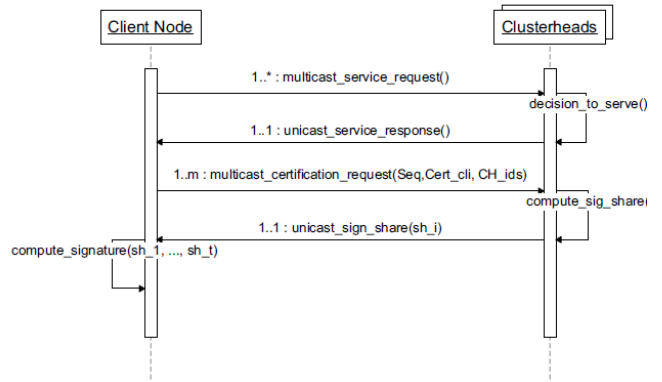 Client Node
Clusterheads
1..* : multicast_service_request()
decision_to_serve()
1..1 : unicast_service_response()
1..m : multicast_certification_request(Seq,Cert_cli, CH_ids)
compute_sig_share(
1..1 : unicast_sign_share(sh_i)
compute_signature(sh_1, ..., sh_t)